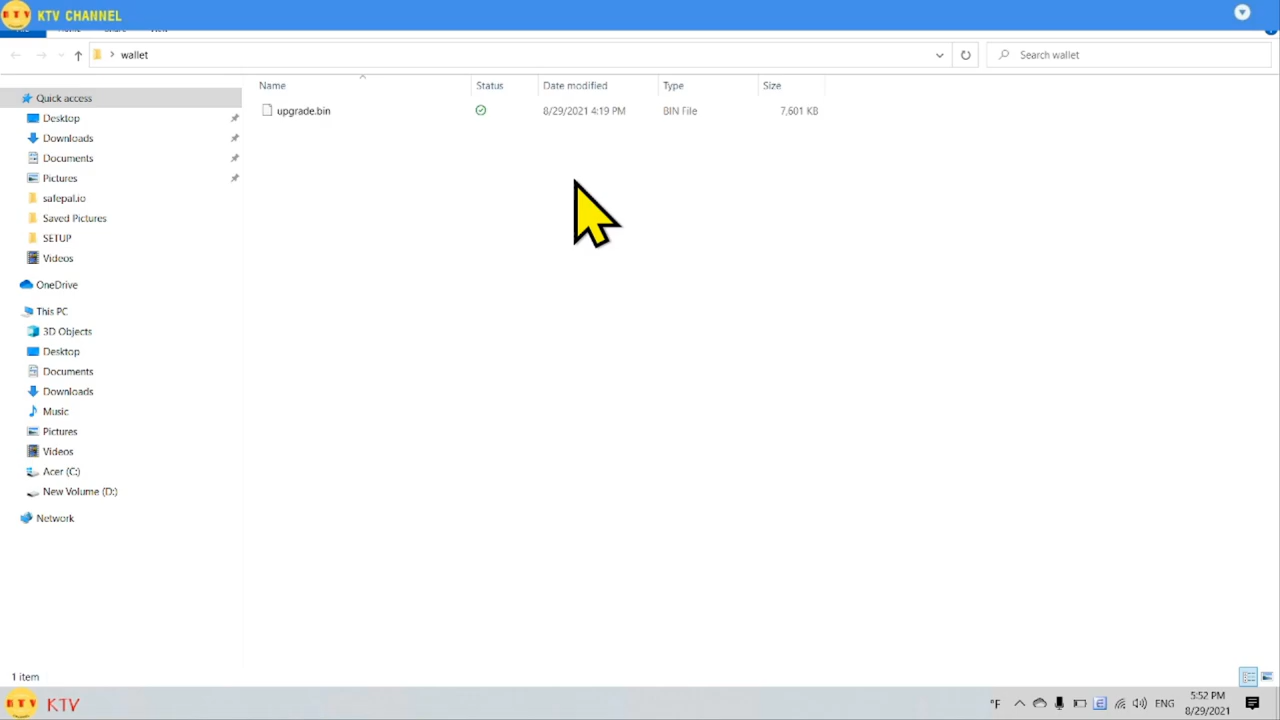 KTV KTV CHANNEL
wallet
Search wallet
Name Status Date modified Type Size
upgrade.bin 8/29/2021 4:19 PM BIN File 7,601 KB
Quick access
Desktop
Downloads
Documents
Pictures
safepal.io
Saved Pictures
SETUP
Videos
OneDrive
This PC
3D Objects
Desktop
Documents
Downloads
Music
Pictures
Videos
Acer (C:)
New Volume (D:)
Network
1 item
KTV KTV
°F ENG 5:52 PM
8/29/2021